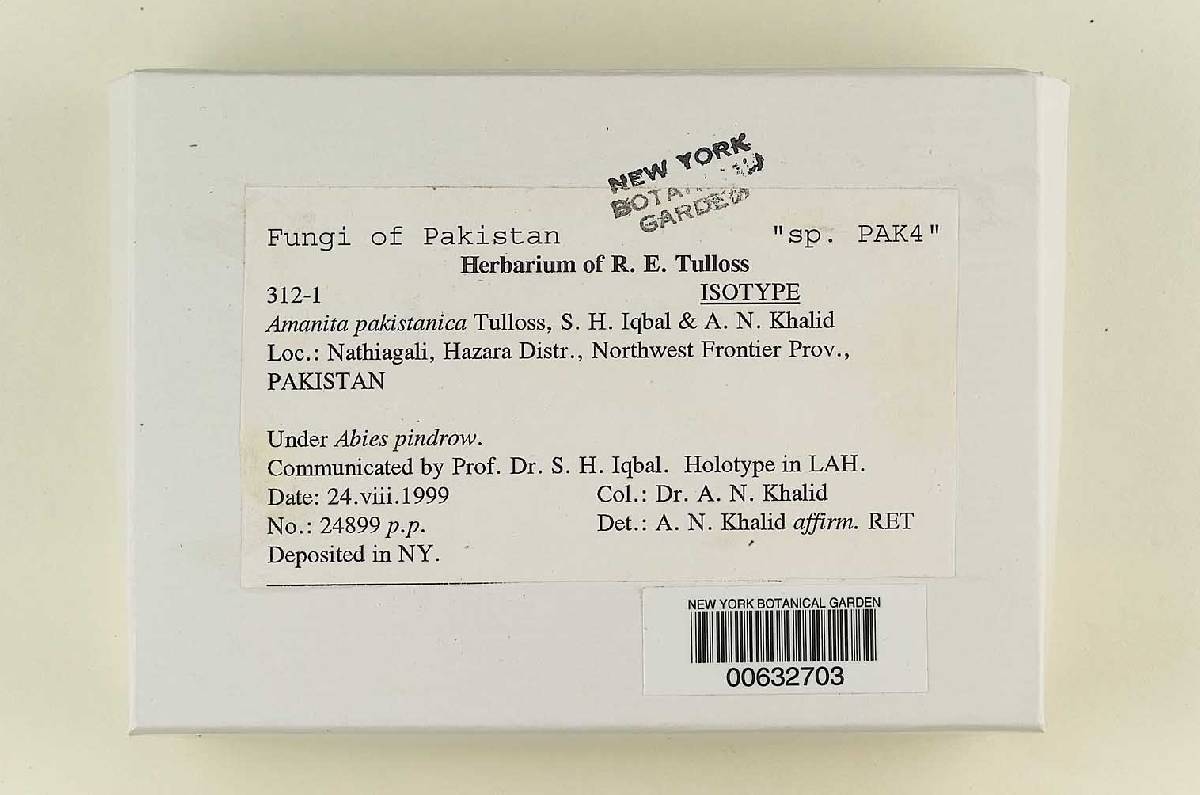 NEW YORK
BOTANICAL
GARDEN
Fungi of Pakistan "sp. PAK4"
Herbarium of R. E. Tulloss
312-1 ISOTYPE
Amanita pakistanica Tulloss, S. H. Iqbal & A. N. Khalid
Loc.: Nathiagali, Hazara Distr., Northwest Frontier Prov.,
PAKISTAN
Under Abies pindrow.
Communicated by Prof. Dr. S. H. Iqbal. Holotype in LAH.
Date: 24.viii.1999 Col.: Dr. A. N. Khalid
No.: 24899 p.p. Det.: A. N. Khalid affirm. RET
Deposited in NY.
NEW YORK BOTANICAL GARDEN
00632703